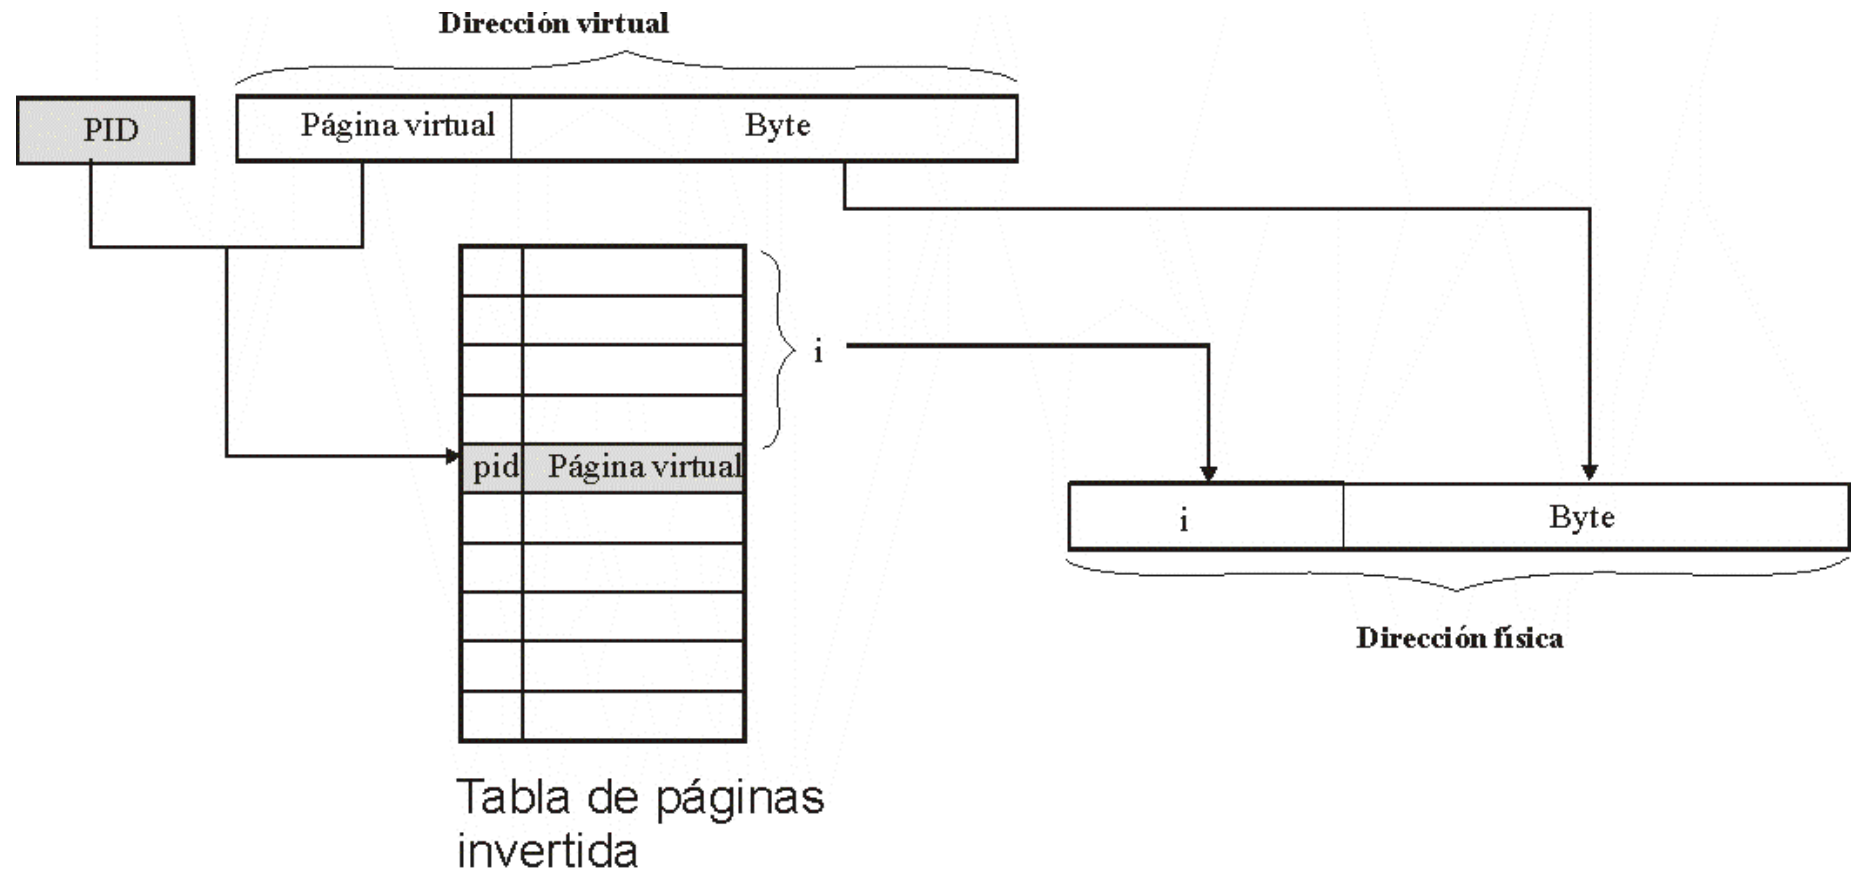 Dirección virtual
PID
Página virtual
Byte
i
pid
Página virtual
i
Byte
Dirección física
Tabla de páginas
invertida